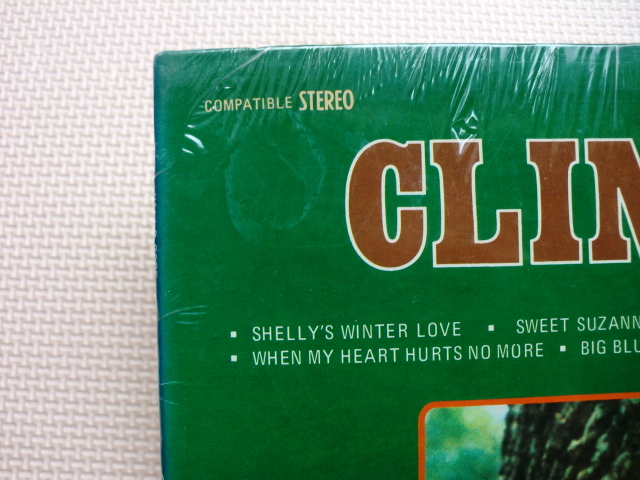 COMPATIBLE STEREO
CLIN
▪ SHELLY'S WINTER LOVE ▪ SWEET SUZANN
▪ WHEN MY HEART HURTS NO MORE ▪ BIG BLU